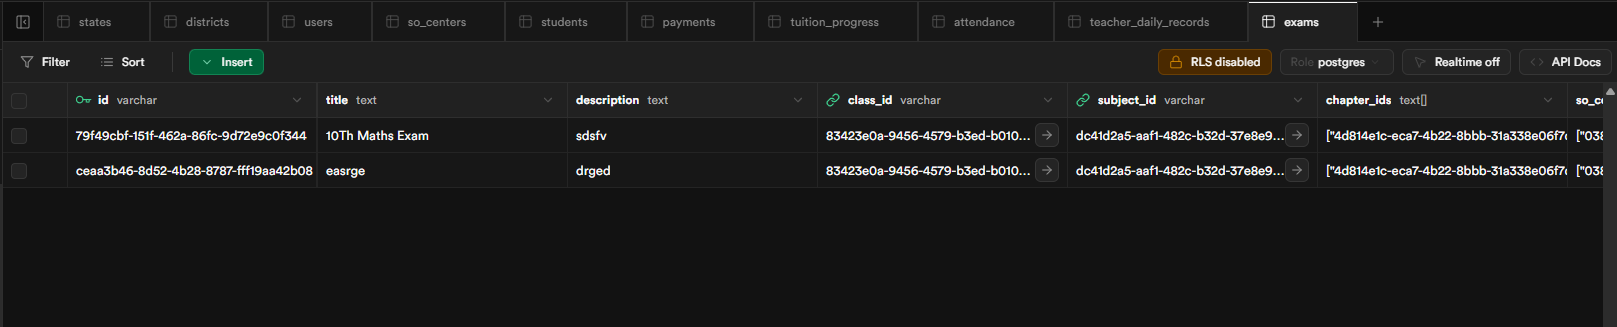 states districts users so_centers students payments tuition_progress attendance teacher_daily_records exams
Filter Sort Insert RLS disabled Role postgres Realtime off API Docs
id varchar title text description text class_id varchar subject_id varchar chapter_ids text[] so_ce
79f49cbf-151f-462a-86fc-9d72e9c0f344 10Th Maths Exam sdsfv 83423e0a-9456-4579-b3ed-b010... dc41d2a5-aaf1-482c-b32d-37e8e9... ["4d814e1c-eca7-4b22-8bbb-31a338e06f7c ["038
ceaa3b46-8d52-4b28-8787-fff19aa42b08 easrge drged 83423e0a-9456-4579-b3ed-b010... dc41d2a5-aaf1-482c-b32d-37e8e9... ["4d814e1c-eca7-4b22-8bbb-31a338e06f7c ["038